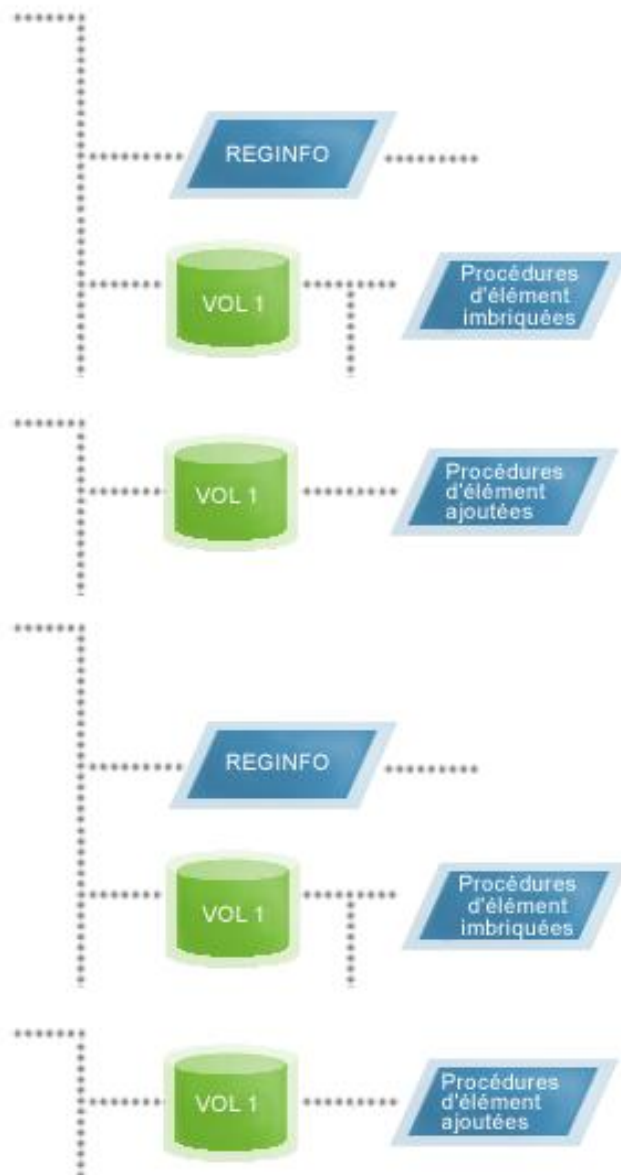 REGINFO
VOL 1
Procédures
d'élément
imbriquées
VOL 1
Procédures
d'élément
ajoutées
REGINFO
VOL 1
Procédures
d'élément
imbriquées
VOL 1
Procédures
d'élément
ajoutées